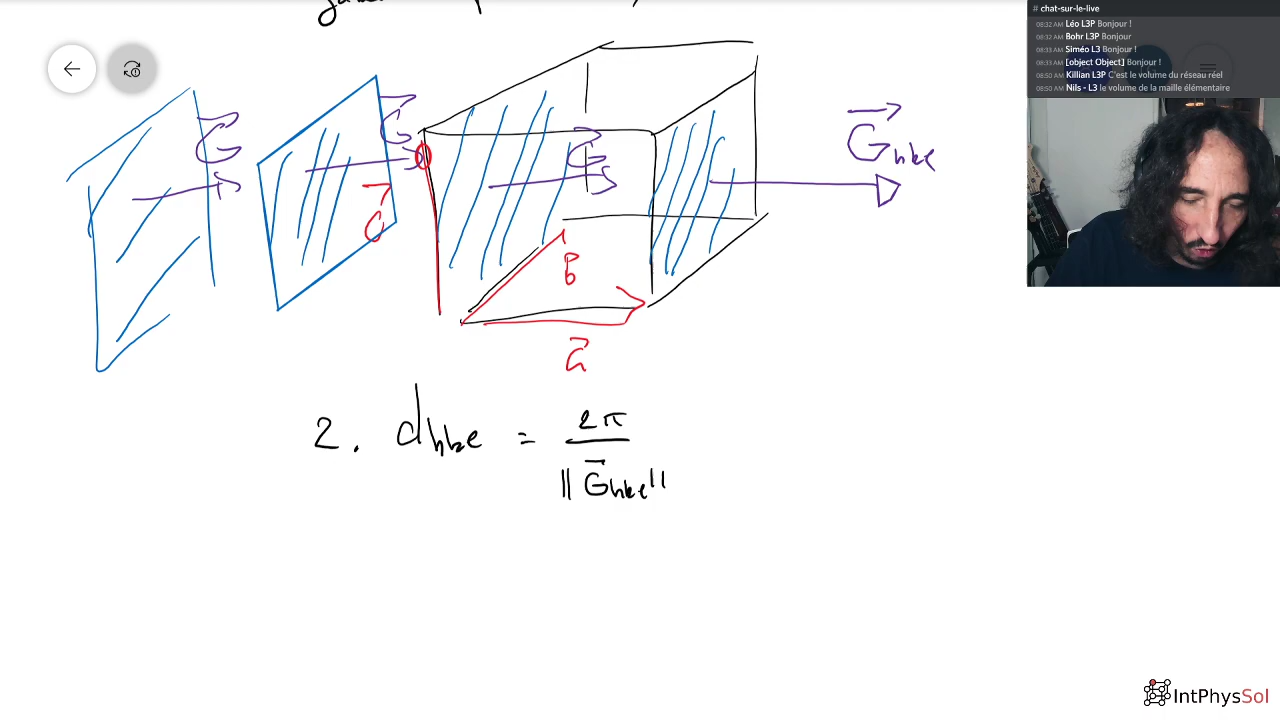 # chat-sur-le-live
08:32 AM Léo L3P Bonjour !
08:32 AM Bohr L3P Bonjour
08:33 AM Siméo L3 Bonjour !
08:33 AM [object Object] Bonjour !
08:50 AM Killian L3P C'est le volume du réseau réel
08:50 AM Nils - L3 le volume de la maille élémentaire
G⃗
G⃗
G⃗
G⃗hkl
c⃗
B
a⃗
2. dhkl = 2π / ||G⃗hkl||
IntPhysSol